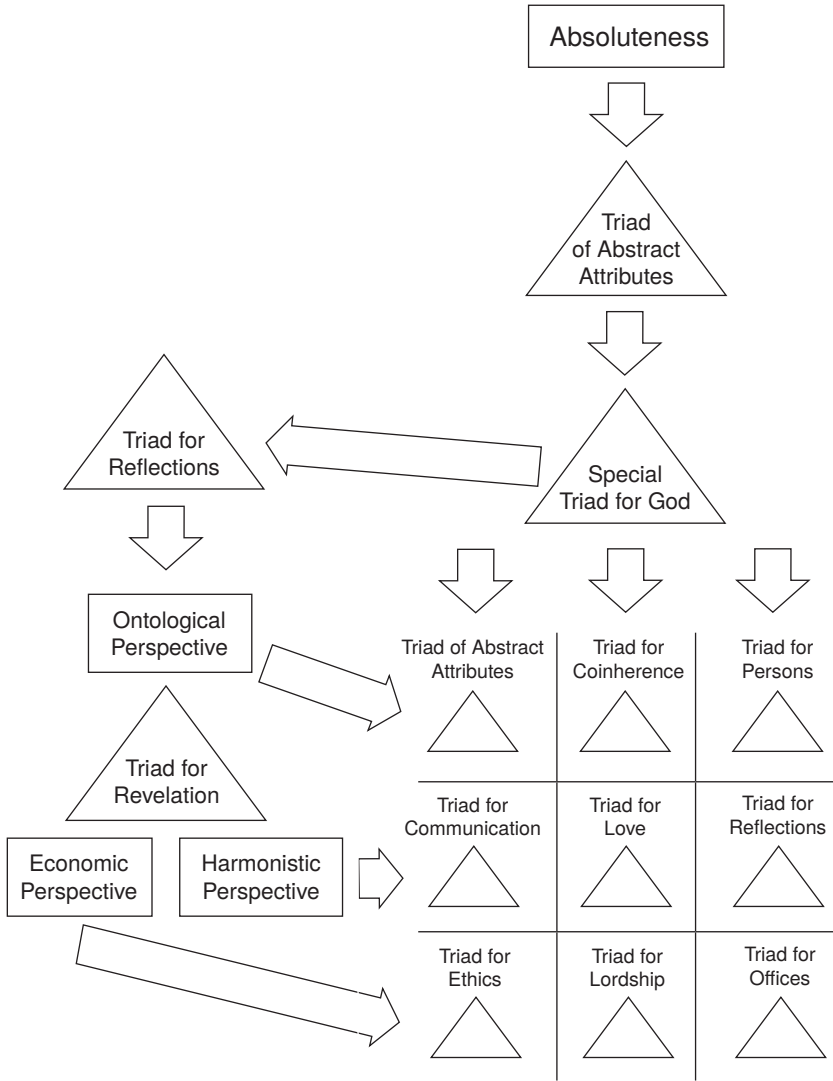 Absoluteness
Triad
of Abstract
Attributes
Triad for
Reflections
Special
Triad for God
Ontological
Perspective
Triad for
Revelation
Economic
Perspective
Harmonistic
Perspective
Triad of Abstract
Attributes
Triad for
Coinherence
Triad for
Persons
Triad for
Communication
Triad for
Love
Triad for
Reflections
Triad for
Ethics
Triad for
Lordship
Triad for
Offices